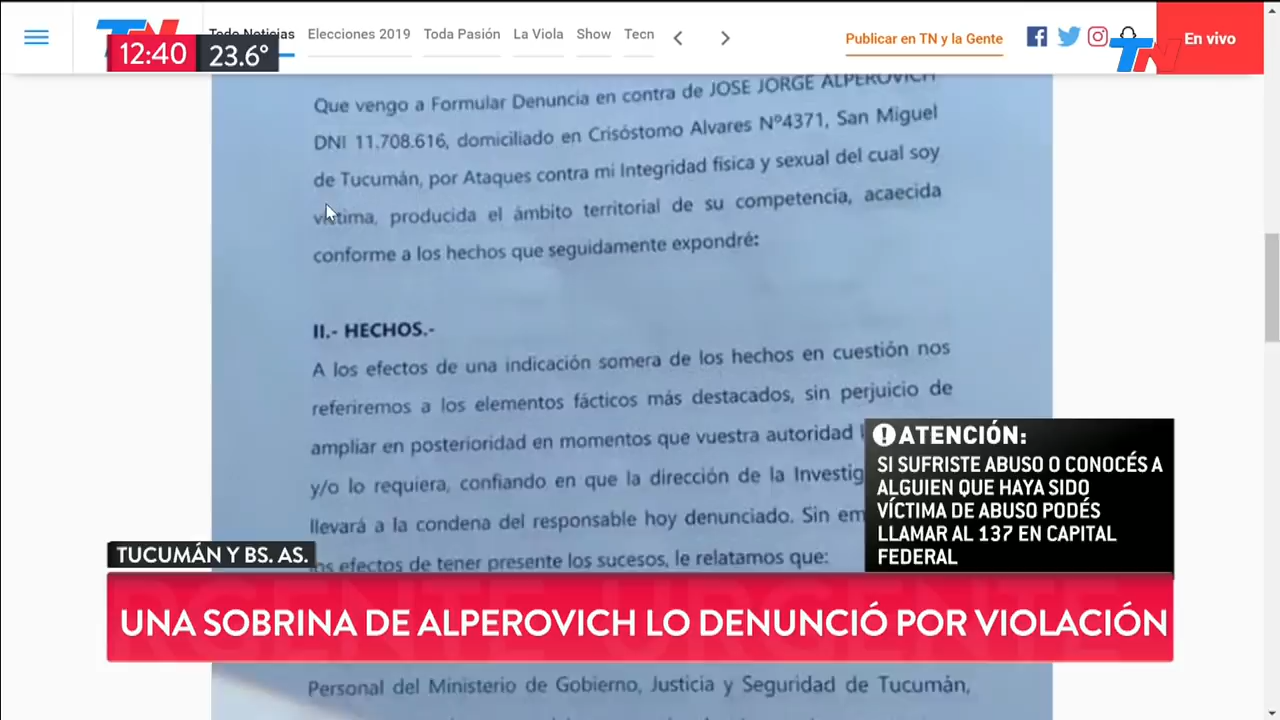 TN
Todo Noticias
Elecciones 2019
Toda Pasión
La Viola
Show
Tecn
Publicar en TN y la Gente
TN
En vivo
12:40
23.6°
Que vengo a Formular Denuncia en contra de JOSE JORGE ALPEROVICH
DNI 11.708.616, domiciliado en Crisóstomo Alvares Nº4371, San Miguel
de Tucumán, por Ataques contra mi Integridad física y sexual del cual soy
víctima, producida el ámbito territorial de su competencia, acaecida
conforme a los hechos que seguidamente expondré:
II.- HECHOS.-
A los efectos de una indicación somera de los hechos en cuestión nos
referiremos a los elementos fácticos más destacados, sin perjuicio de
ampliar en posterioridad en momentos que vuestra autoridad
y/o lo requiera, confiando en que la dirección de la Investig
llevará a la condena del responsable hoy denunciado. Sin em
los efectos de tener presente los sucesos, le relatamos que:
ATENCIÓN:
SI SUFRISTE ABUSO O CONOCÉS A
ALGUIEN QUE HAYA SIDO
VÍCTIMA DE ABUSO PODÉS
LLAMAR AL 137 EN CAPITAL
FEDERAL
TUCUMÁN Y BS. AS.
UNA SOBRINA DE ALPEROVICH LO DENUNCIÓ POR VIOLACIÓN
Personal del Ministerio de Gobierno, Justicia y Seguridad de Tucumán,